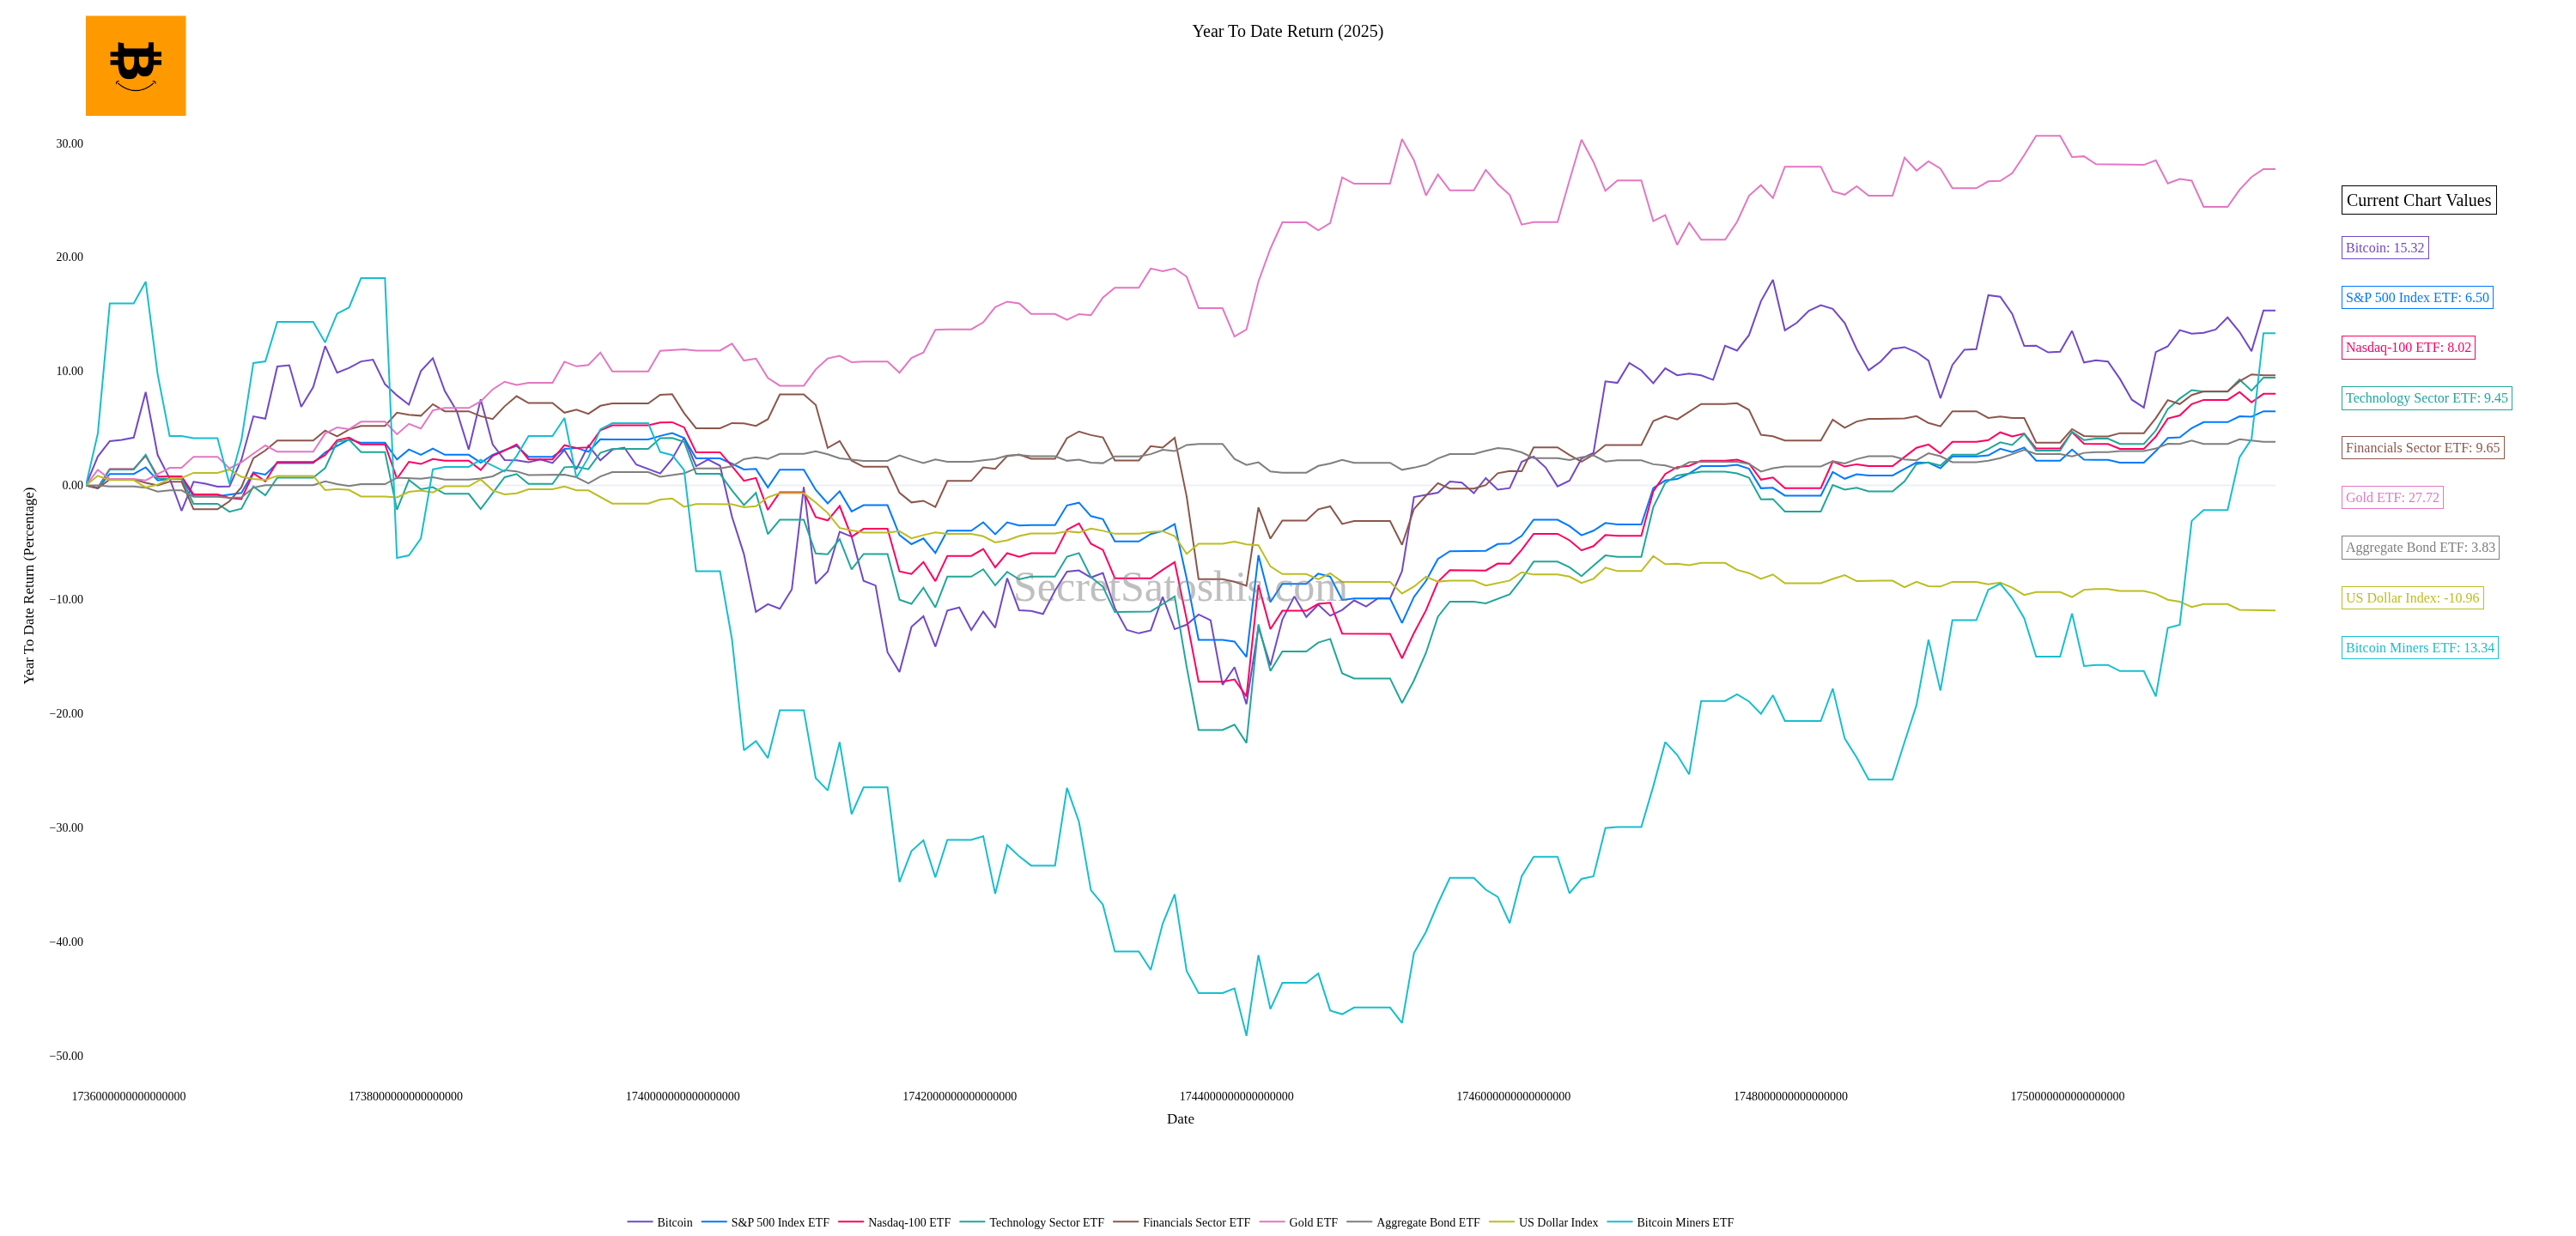 Year To Date Return (2025)
30.00
20.00
10.00
0.00
−10.00
−20.00
−30.00
−40.00
−50.00
Year To Date Return (Percentage)
SecretSatoshis.com
1736000000000000000 1738000000000000000 1740000000000000000 1742000000000000000 1744000000000000000 1746000000000000000 1748000000000000000 1750000000000000000
Date
Current Chart Values
Bitcoin: 15.32
S&P 500 Index ETF: 6.50
Nasdaq-100 ETF: 8.02
Technology Sector ETF: 9.45
Financials Sector ETF: 9.65
Gold ETF: 27.72
Aggregate Bond ETF: 3.83
US Dollar Index: -10.96
Bitcoin Miners ETF: 13.34
Bitcoin S&P 500 Index ETF Nasdaq-100 ETF Technology Sector ETF Financials Sector ETF Gold ETF Aggregate Bond ETF US Dollar Index Bitcoin Miners ETF